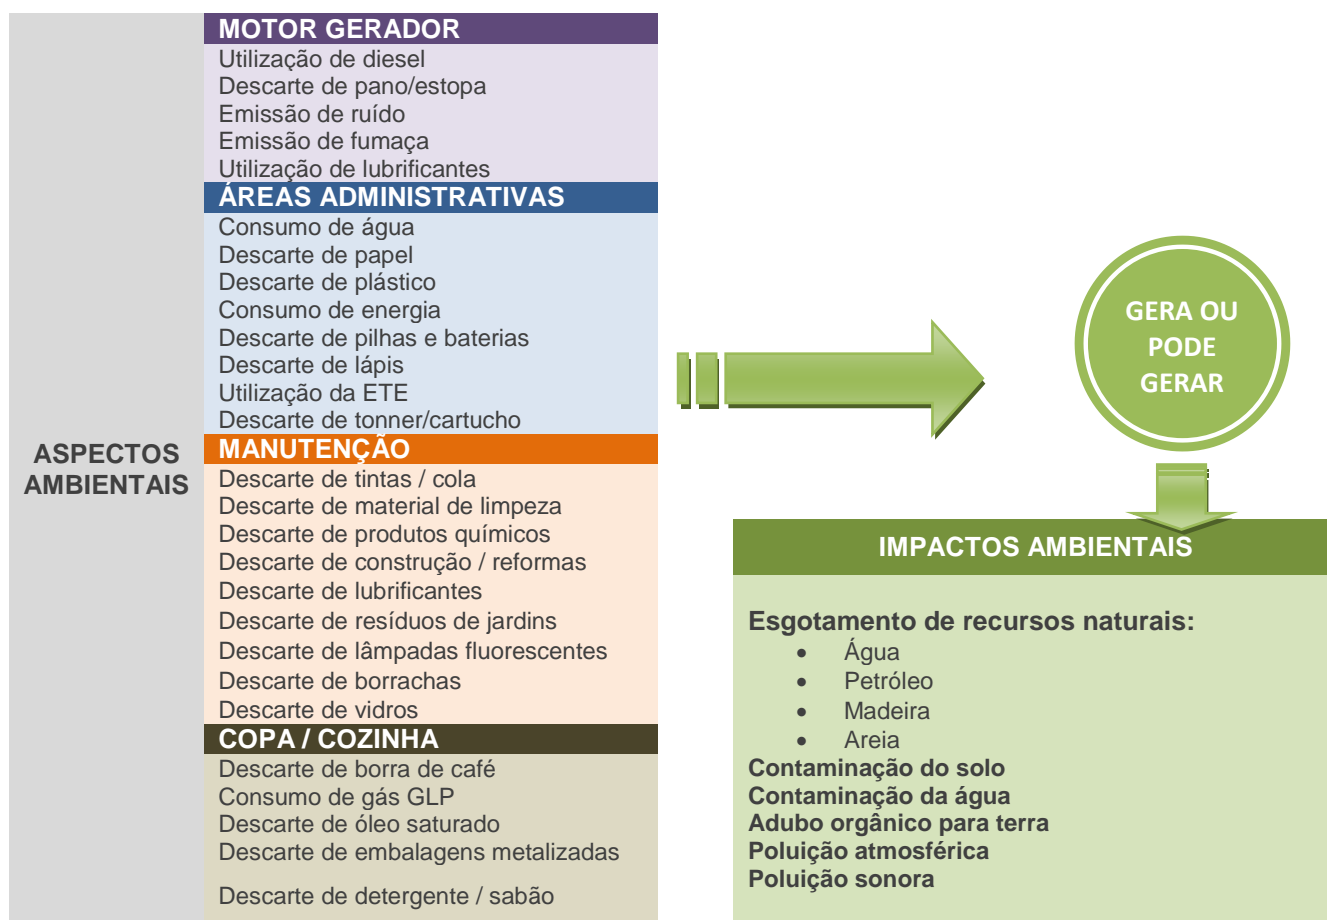 ASPECTOS
AMBIENTAIS
MOTOR GERADOR
Utilização de diesel
Descarte de pano/estopa
Emissão de ruído
Emissão de fumaça
Utilização de lubrificantes
ÁREAS ADMINISTRATIVAS
Consumo de água
Descarte de papel
Descarte de plástico
Consumo de energia
Descarte de pilhas e baterias
Descarte de lápis
Utilização da ETE
Descarte de tonner/cartucho
MANUTENÇÃO
Descarte de tintas / cola
Descarte de material de limpeza
Descarte de produtos químicos
Descarte de construção / reformas
Descarte de lubrificantes
Descarte de resíduos de jardins
Descarte de lâmpadas fluorescentes
Descarte de borrachas
Descarte de vidros
COPA / COZINHA
Descarte de borra de café
Consumo de gás GLP
Descarte de óleo saturado
Descarte de embalagens metalizadas
Descarte de detergente / sabão
GERA OU
PODE
GERAR
IMPACTOS AMBIENTAIS
Esgotamento de recursos naturais:
• Água
• Petróleo
• Madeira
• Areia
Contaminação do solo
Contaminação da água
Adubo orgânico para terra
Poluição atmosférica
Poluição sonora